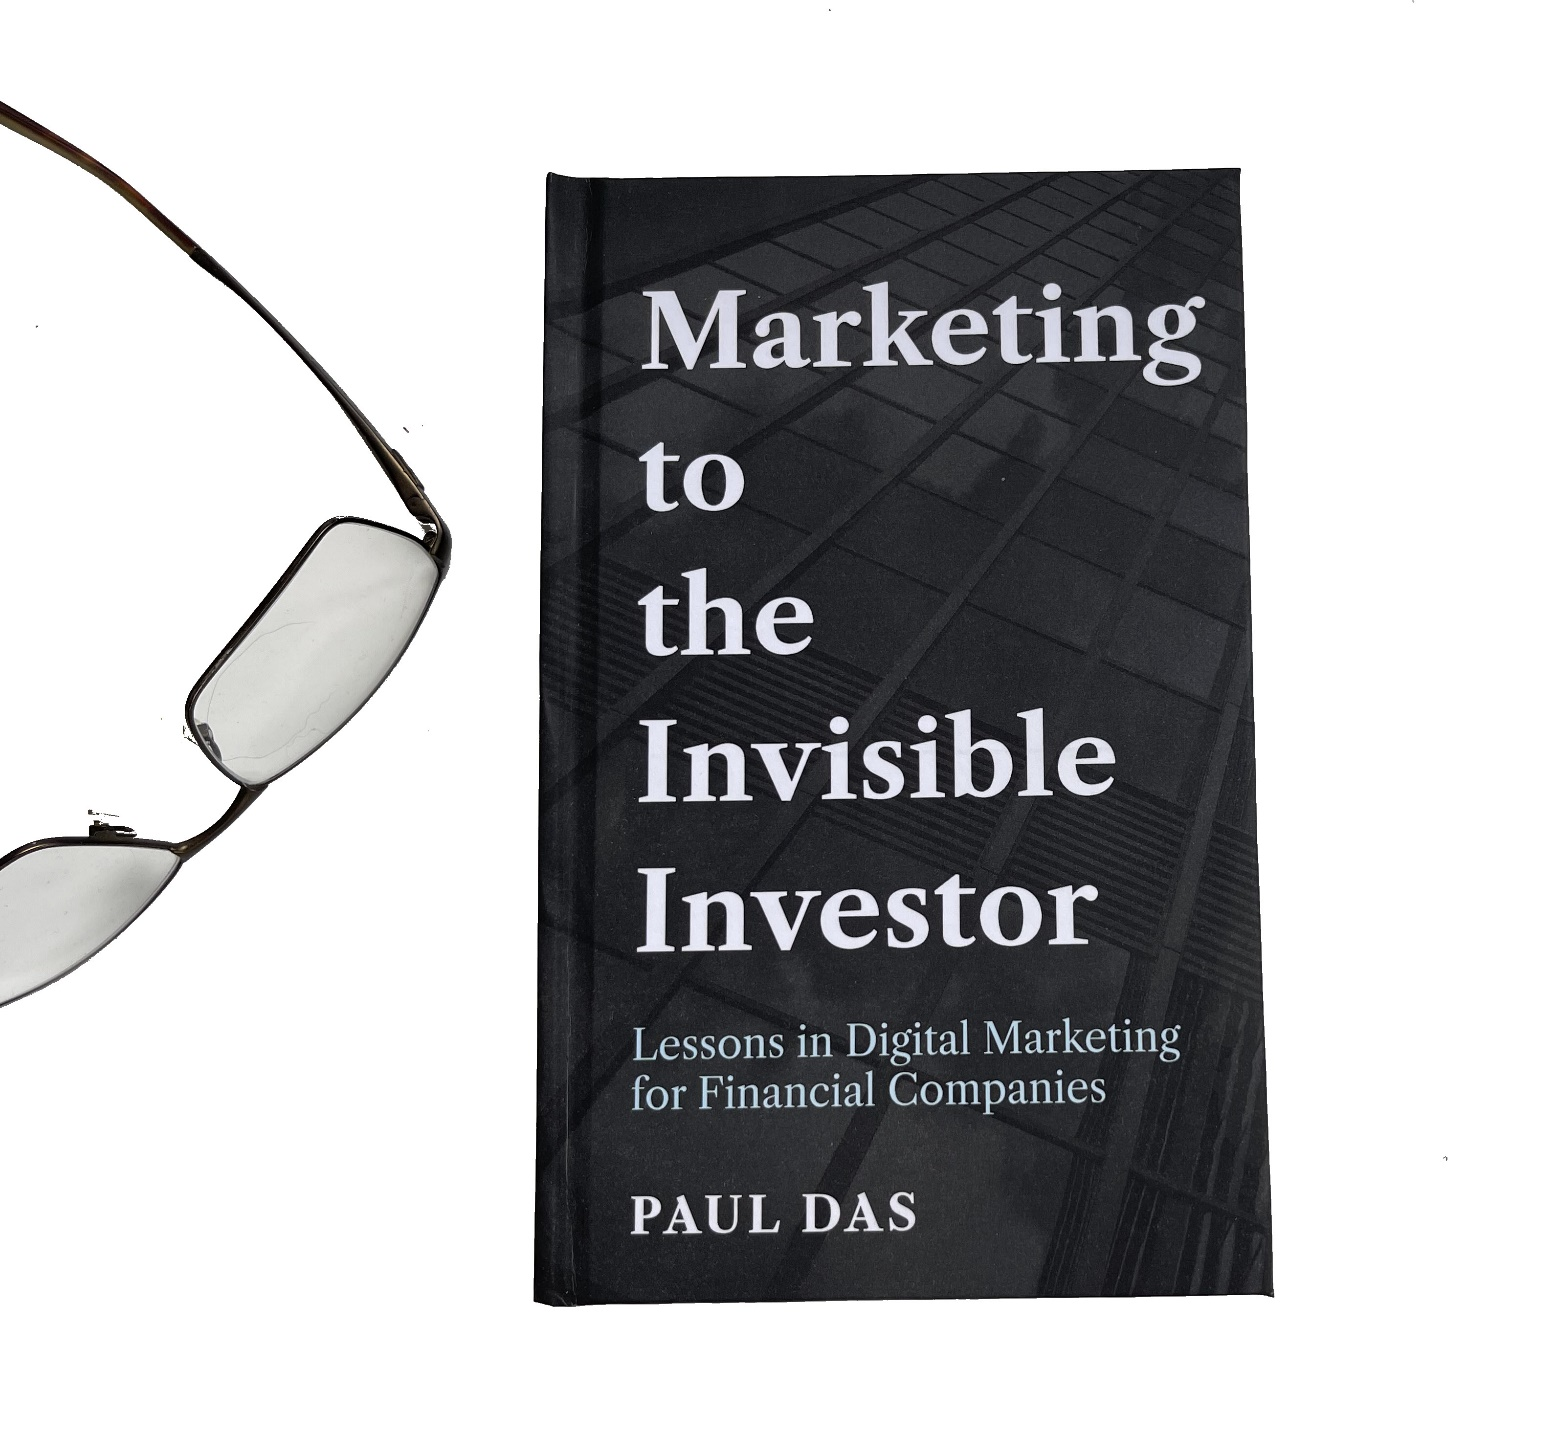 Marketing
to
the
Invisible
Investor
Lessons in Digital Marketing
for Financial Companies
PAUL DAS